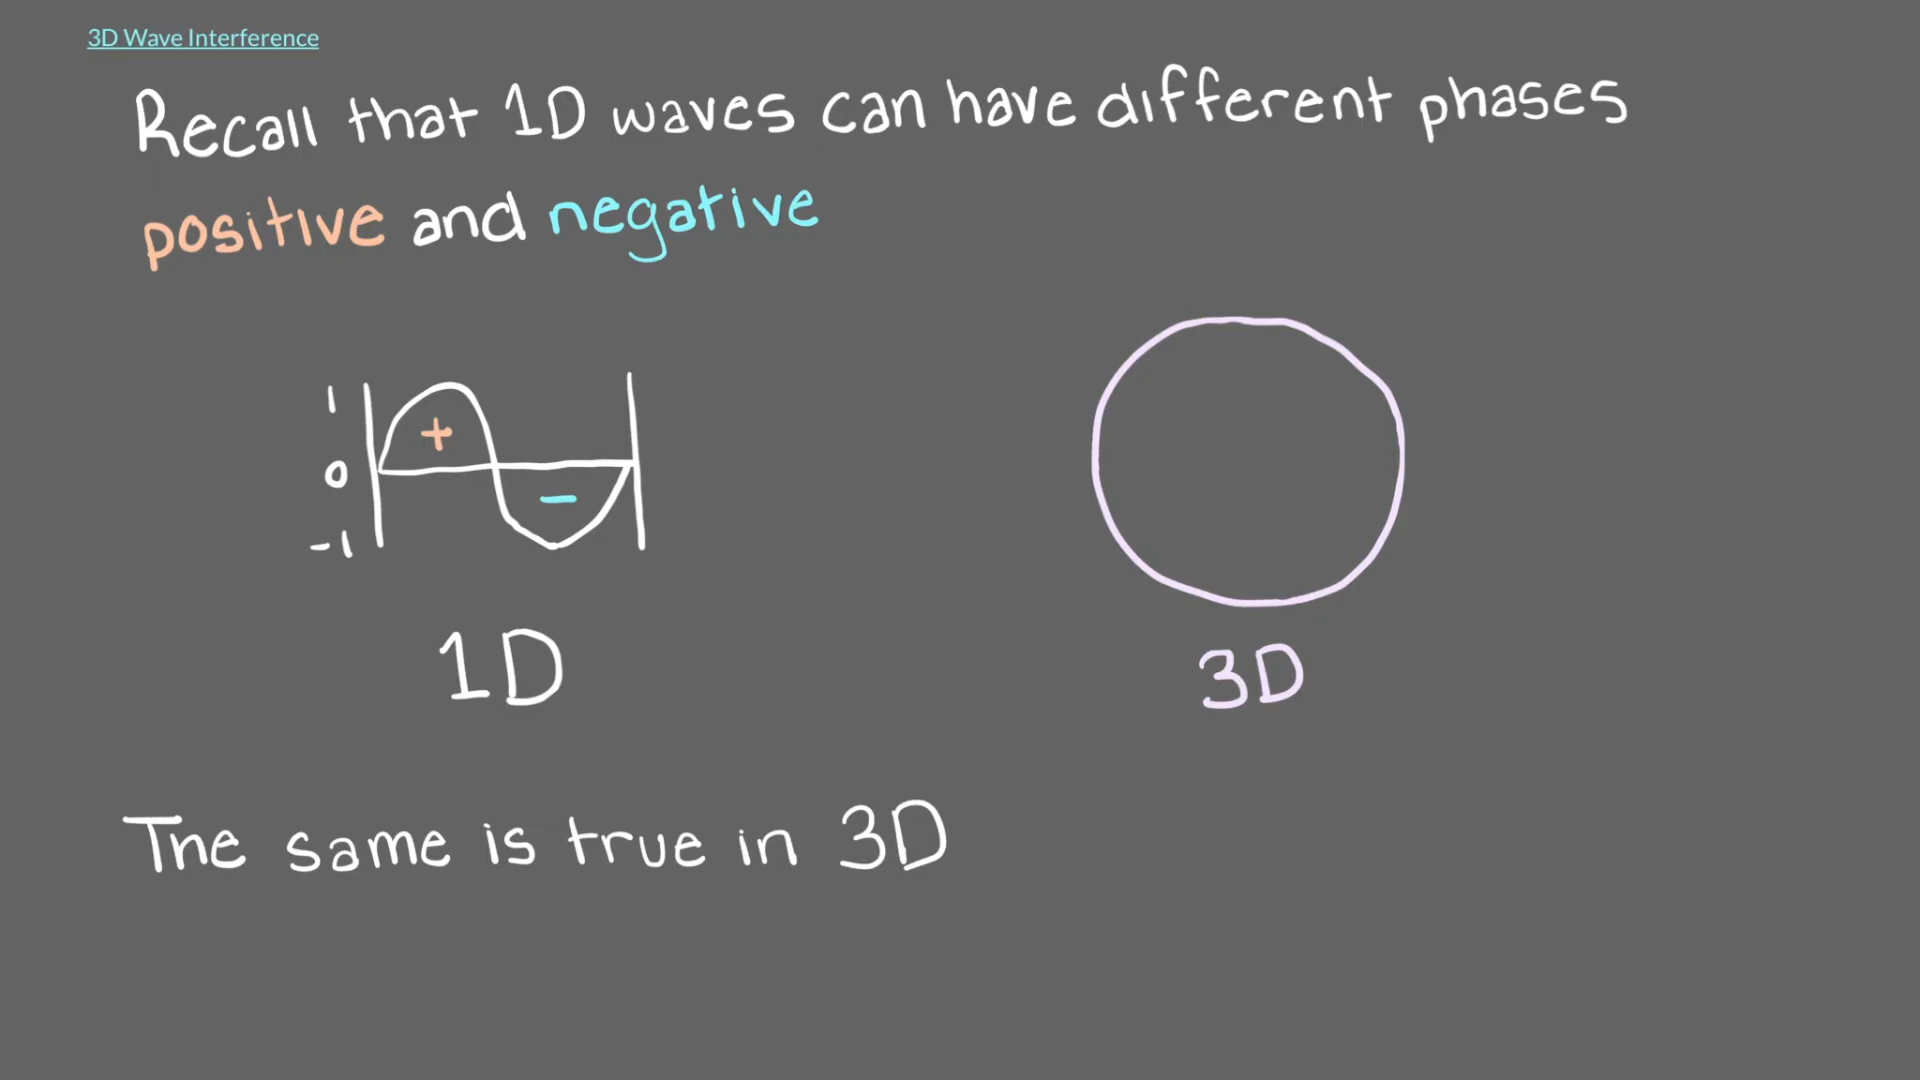 3D Wave Interference
Recall that 1D waves can have different phases
positive and negative
1
+
0
-
-1
1D
3D
The same is true in 3D